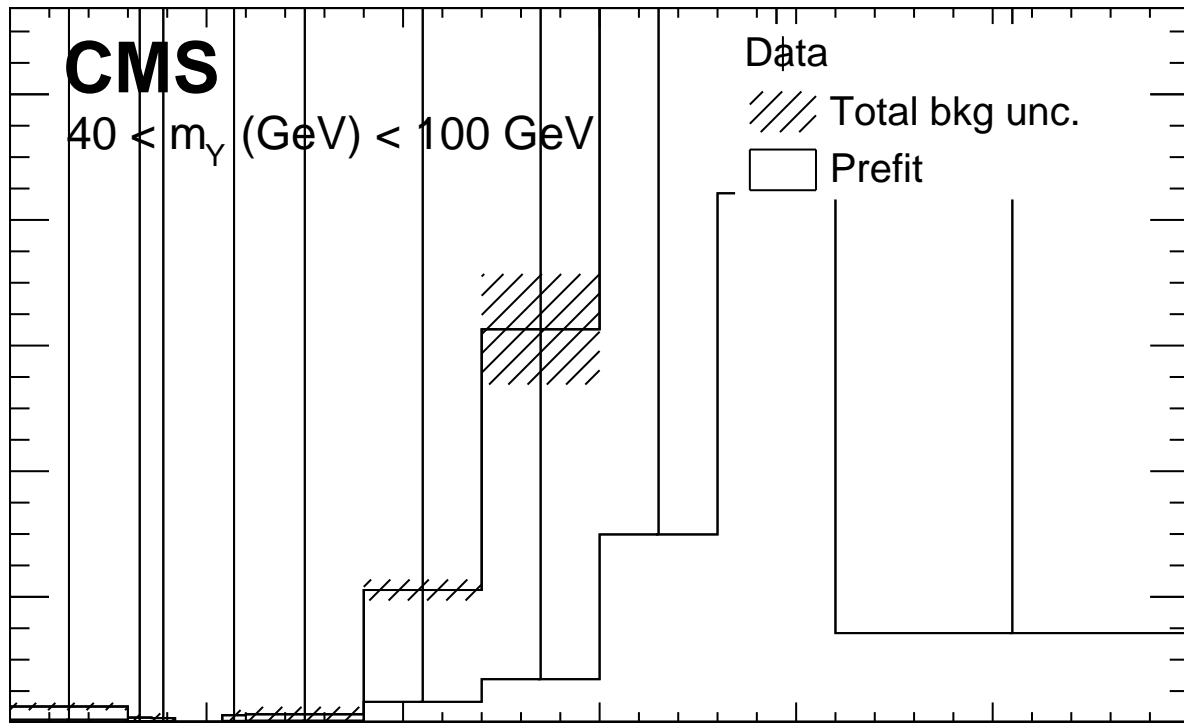 CMS
40 < m_Y (GeV) < 100 GeV
Data
Total bkg unc.
Prefit